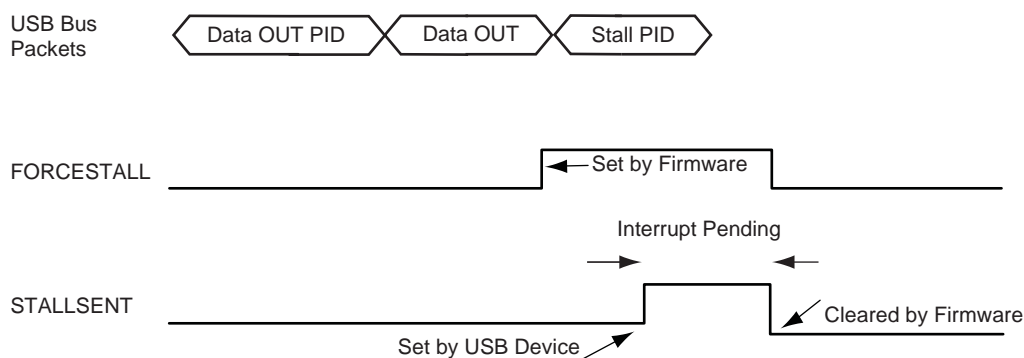 USB Bus
Packets
Data OUT PID
Data OUT
Stall PID
FORCESTALL
Set by Firmware
Interrupt Pending
STALLSENT
Cleared by Firmware
Set by USB Device